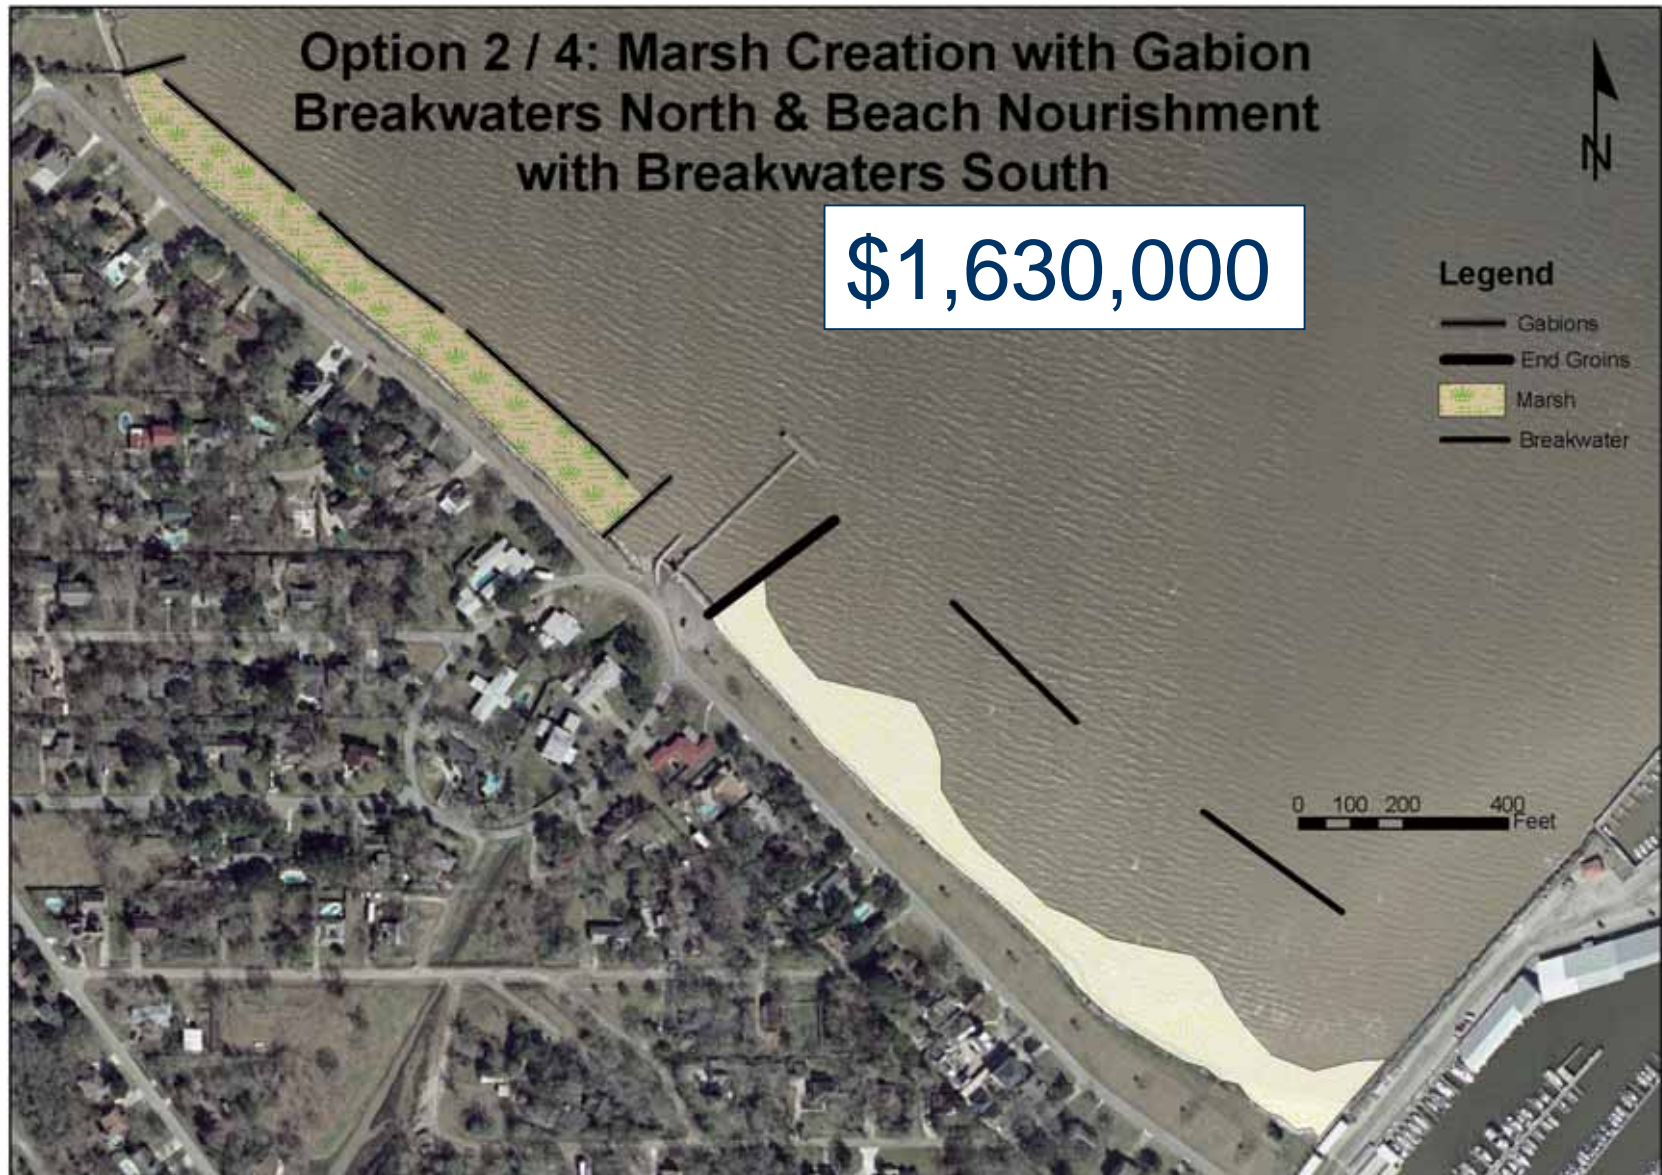 Option 2 / 4: Marsh Creation with Gabion
Breakwaters North & Beach Nourishment
with Breakwaters South
$1,630,000
N
Legend
Gabions
End Groins
Marsh
Breakwater
0 100 200 400
Feet